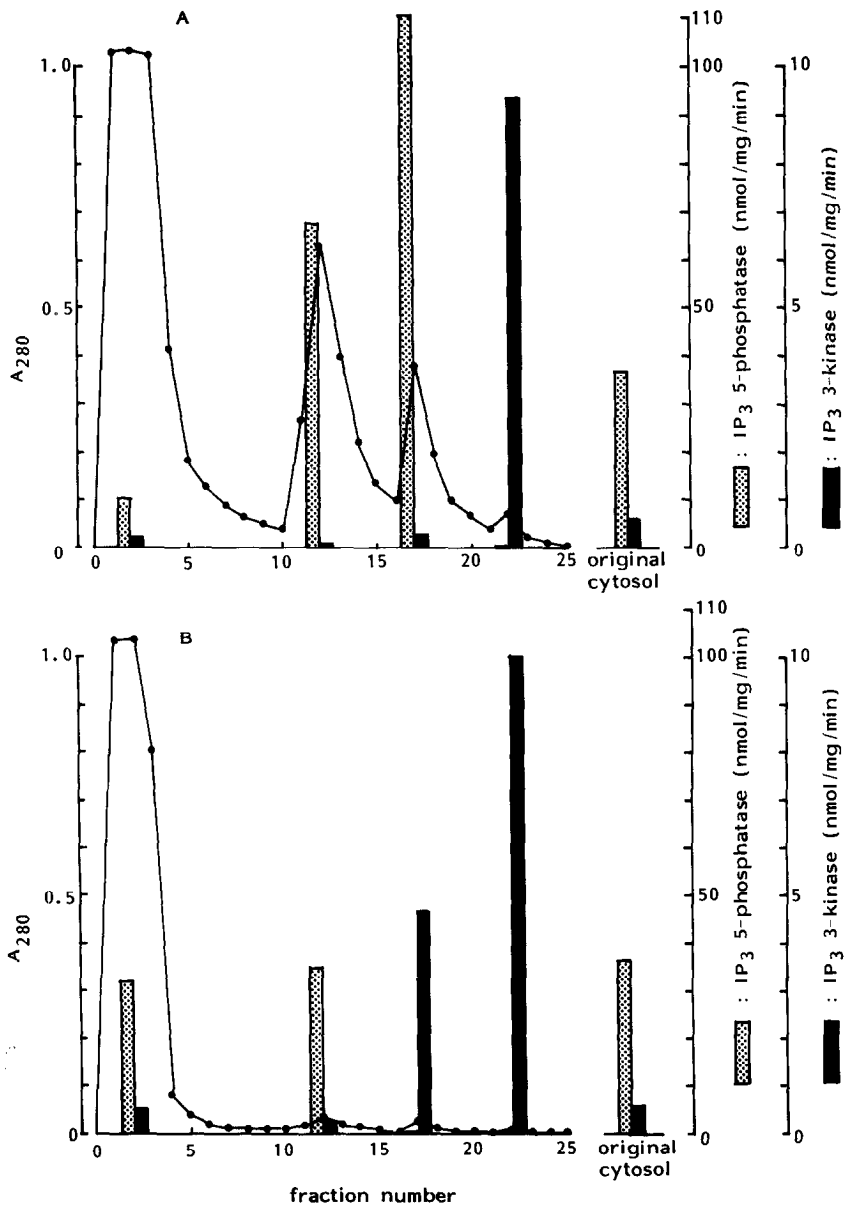 A
1.0
0.5
0
A280
0 5 10 15 20 25
original
cytosol
110
100
50
0
: IP3 5-phosphatase (nmol/mg/min)
10
5
0
: IP3 3-kinase (nmol/mg/min)
B
1.0
0.5
0
A280
0 5 10 15 20 25
original
cytosol
110
100
50
0
: IP3 5-phosphatase (nmol/mg/min)
10
5
0
: IP3 3-kinase (nmol/mg/min)
fraction number